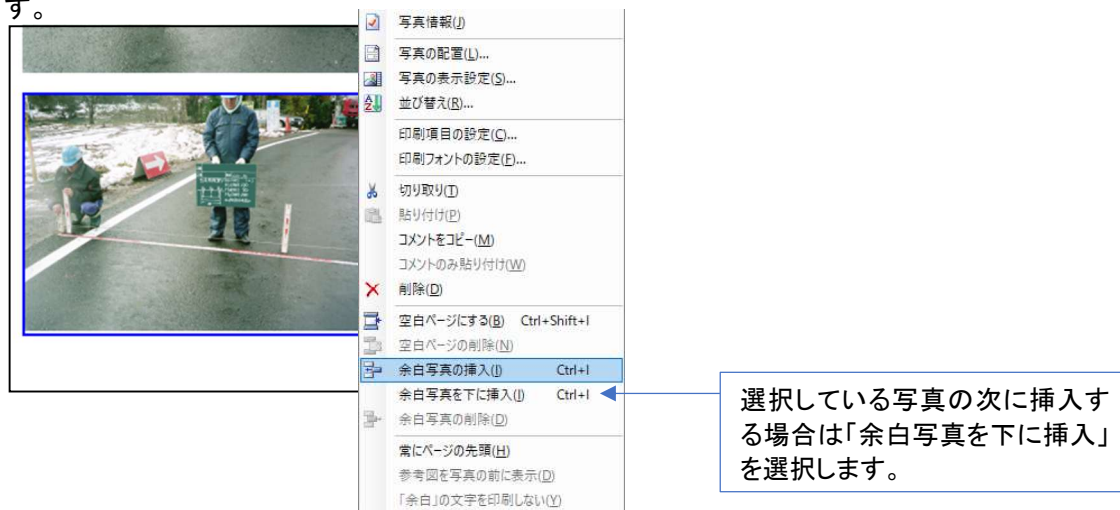 す。
写真情報(J)
写真の配置(L)...
写真の表示設定(S)...
並び替え(R)...
印刷項目の設定(C)...
印刷フォントの設定(F)...
切り取り(T)
貼り付け(P)
コメントをコピー(M)
コメントのみ貼り付け(W)
削除(D)
空白ページにする(B) Ctrl+Shift+I
空白ページの削除(N)
余白写真の挿入(I) Ctrl+I
余白写真を下に挿入(I) Ctrl+I
余白写真の削除(D)
常にページの先頭(H)
参考図を写真の前に表示(D)
「余白」の文字を印刷しない(Y)
選択している写真の次に挿入す
る場合は「余白写真を下に挿入」
を選択します。